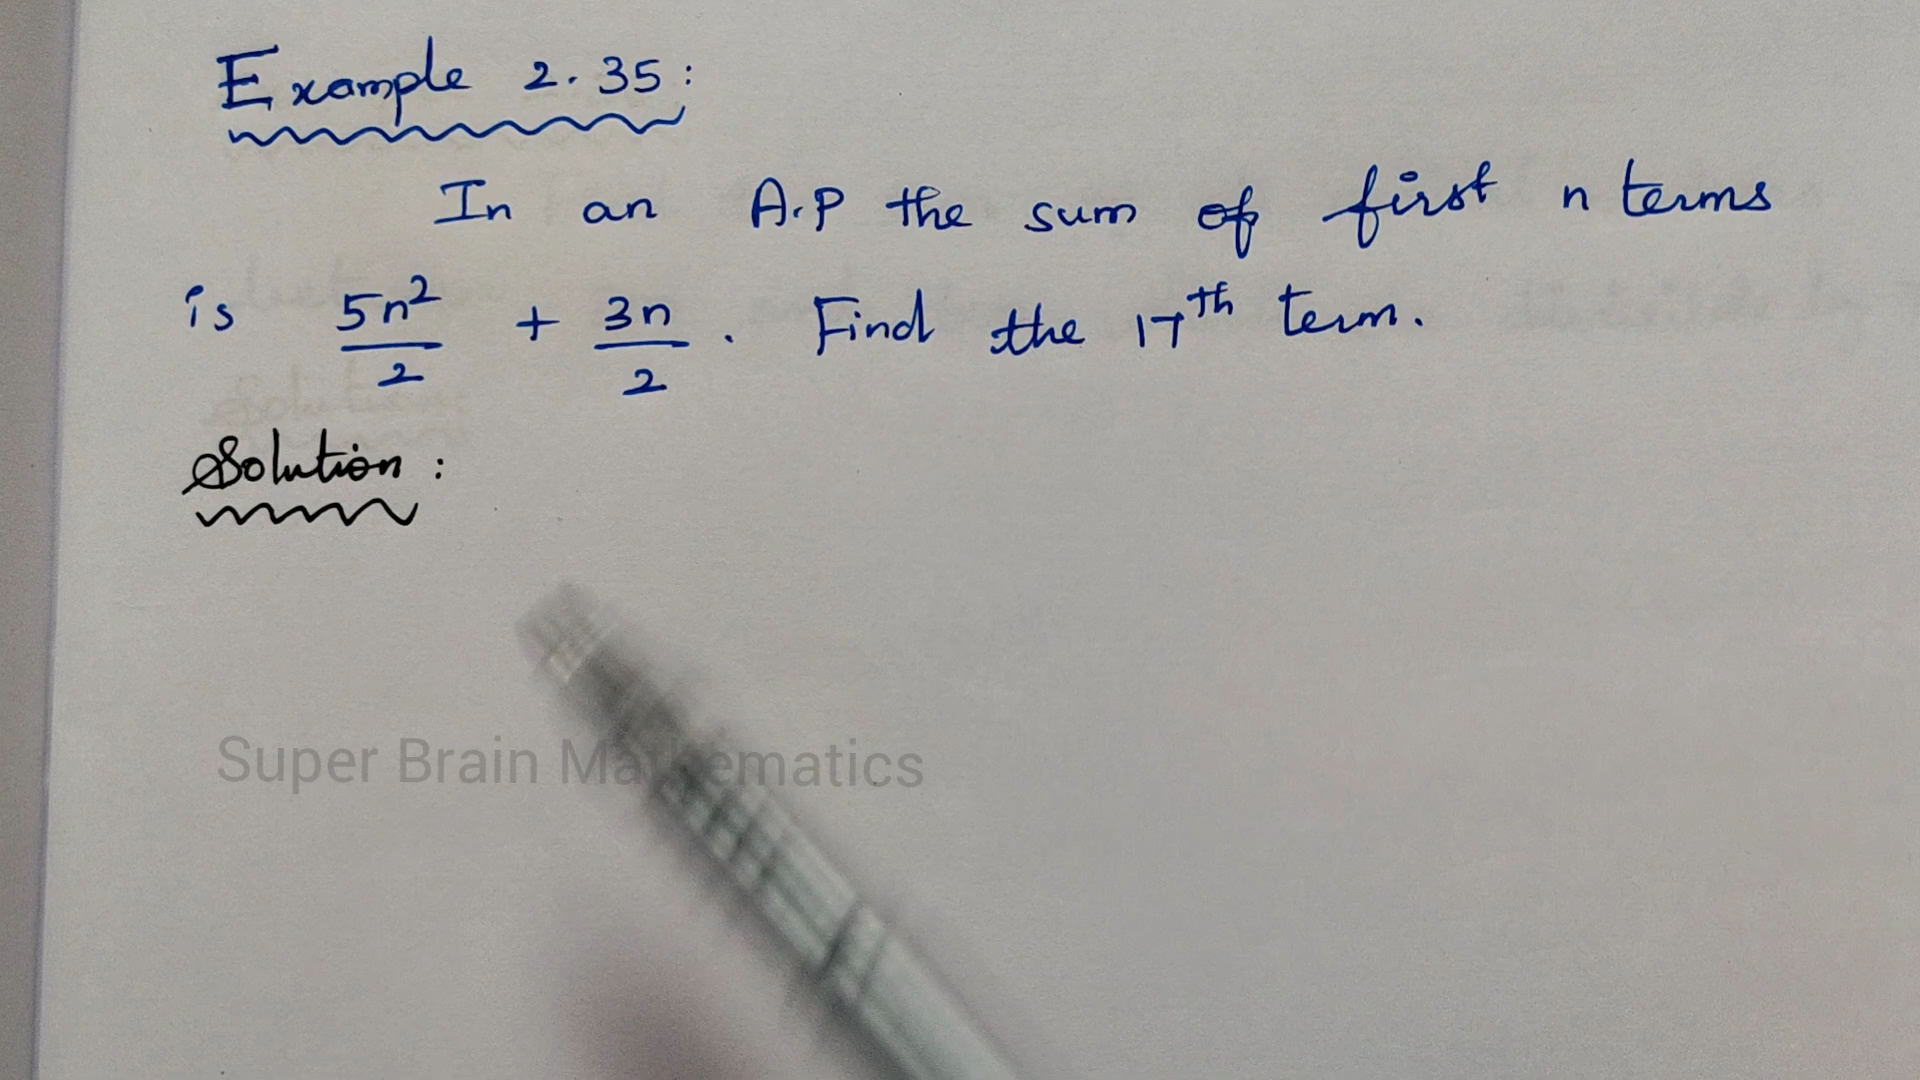 Example 2.35:
In an A.P the sum of first n terms
is 5n²/2 + 3n/2. Find the 17th term.
Solution:
Super Brain Mathematics